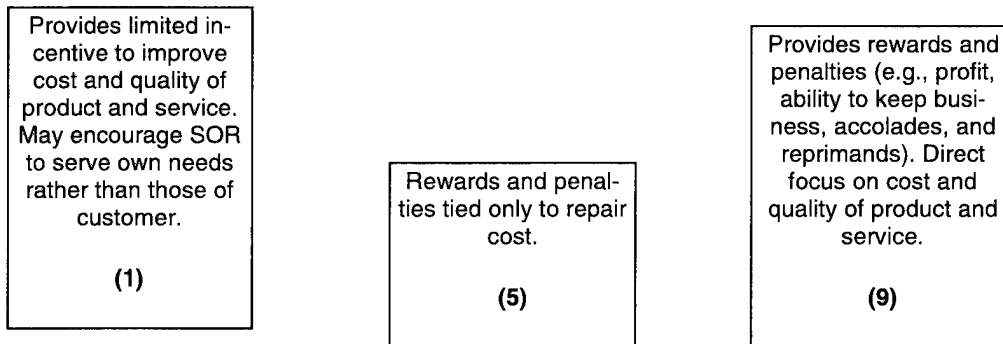 Provides limited in-
centive to improve
cost and quality of
product and service.
May encourage SOR
to serve own needs
rather than those of
customer.
(1)
Rewards and penal-
ties tied only to repair
cost.
(5)
Provides rewards and
penalties (e.g., profit,
ability to keep busi-
ness, accolades, and
reprimands). Direct
focus on cost and
quality of product and
service.
(9)